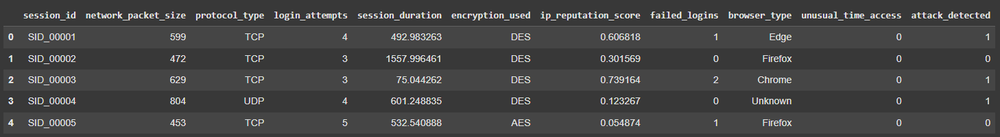 session_id network_packet_size protocol_type login_attempts session_duration encryption_used ip_reputation_score failed_logins browser_type unusual_time_access attack_detected
0 SID_00001 599 TCP 4 492.983263 DES 0.606818 1 Edge 0 1
1 SID_00002 472 TCP 3 1557.996461 DES 0.301569 0 Firefox 0 0
2 SID_00003 629 TCP 3 75.044262 DES 0.739164 2 Chrome 0 1
3 SID_00004 804 UDP 4 601.248835 DES 0.123267 0 Unknown 0 1
4 SID_00005 453 TCP 5 532.540888 AES 0.054874 1 Firefox 0 0